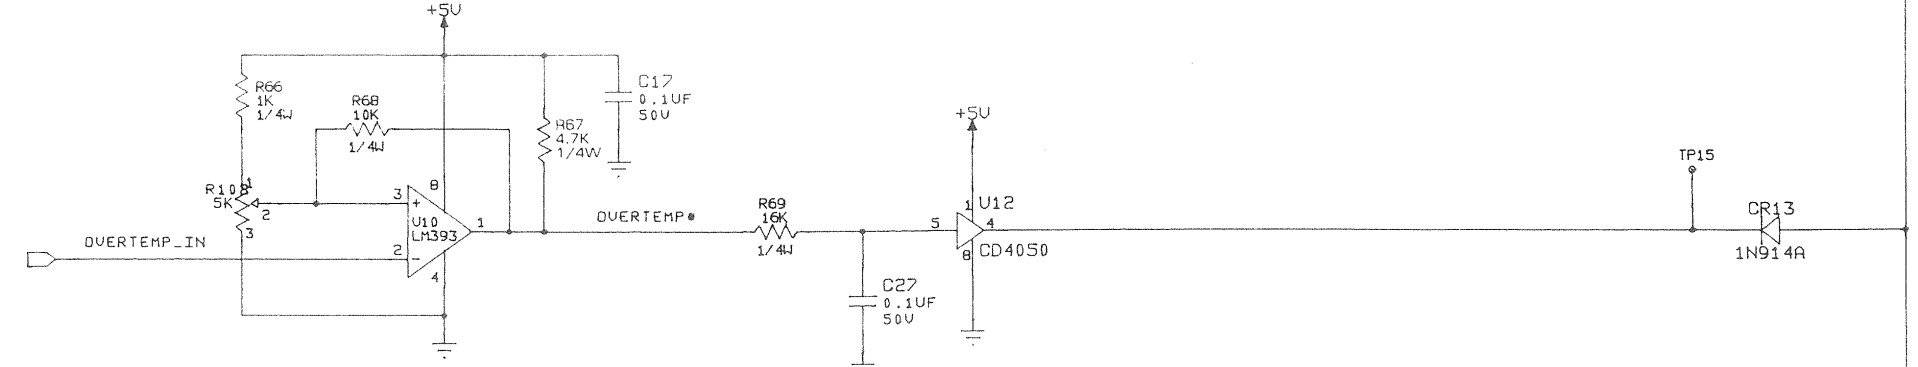 +5V
R66
1K
1/4W
R68
10K
1/4W
R67
4.7K
1/4W
C17
0.1UF
50V
+5V
TP15
R108
5K
1
2
3
3
+
8
U10
LM393
1
2
-
4
OVERTEMP_IN
OVERTEMP*
R69
16K
1/4W
5
1
U12
4
8
CD4050
C27
0.1UF
50V
CR13
1N914A